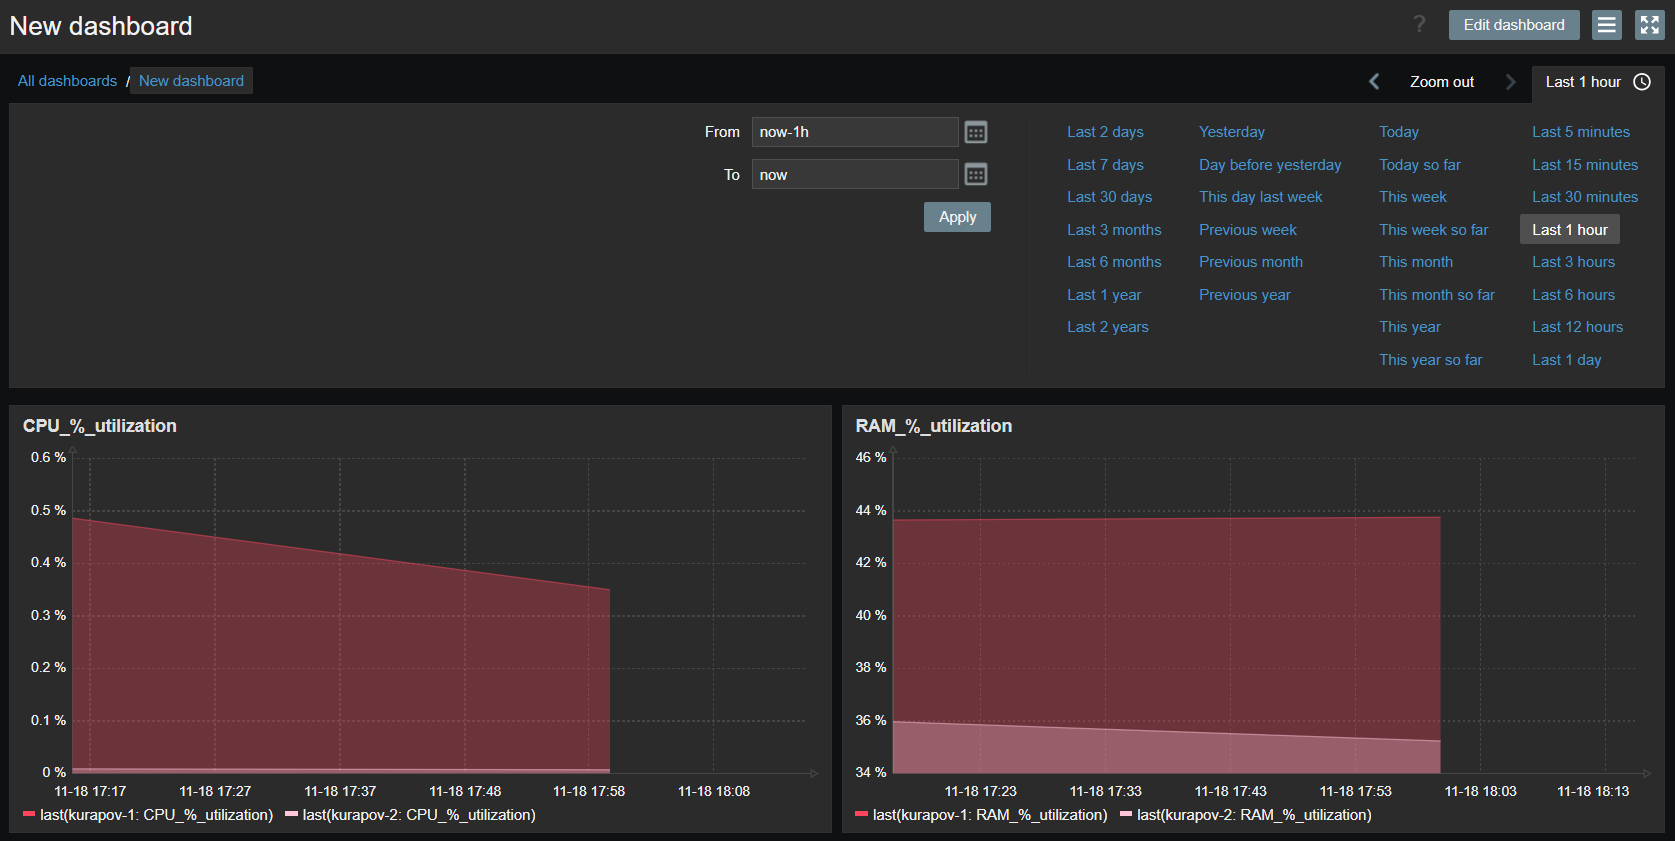 New dashboard
? Edit dashboard
All dashboards / New dashboard
Zoom out
Last 1 hour
From now-1h
To now
Apply
Last 2 days Yesterday Today Last 5 minutes
Last 7 days Day before yesterday Today so far Last 15 minutes
Last 30 days This day last week This week Last 30 minutes
Last 3 months Previous week This week so far Last 1 hour
Last 6 months Previous month This month Last 3 hours
Last 1 year Previous year This month so far Last 6 hours
Last 2 years This year Last 12 hours
This year so far Last 1 day
CPU_%_utilization
0.6 %
0.5 %
0.4 %
0.3 %
0.2 %
0.1 %
0 %
11-18 17:17 11-18 17:27 11-18 17:37 11-18 17:48 11-18 17:58 11-18 18:08
last(kurapov-1: CPU_%_utilization) last(kurapov-2: CPU_%_utilization)
RAM_%_utilization
46 %
44 %
42 %
40 %
38 %
36 %
34 %
11-18 17:23 11-18 17:33 11-18 17:43 11-18 17:53 11-18 18:03 11-18 18:13
last(kurapov-1: RAM_%_utilization) last(kurapov-2: RAM_%_utilization)